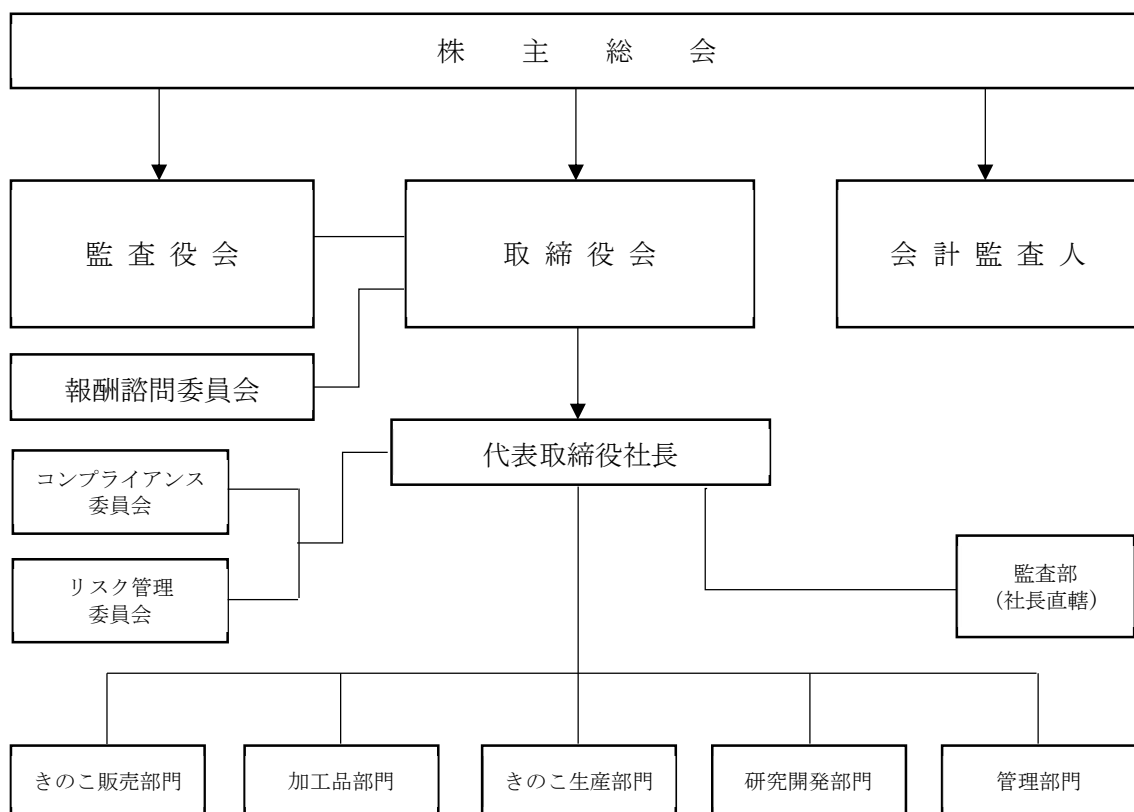 株主総会
監査役会
取締役会
会計監査人
報酬諮問委員会
代表取締役社長
コンプライアンス
委員会
リスク管理
委員会
監査部
(社長直轄)
きのこ販売部門
加工品部門
きのこ生産部門
研究開発部門
管理部門